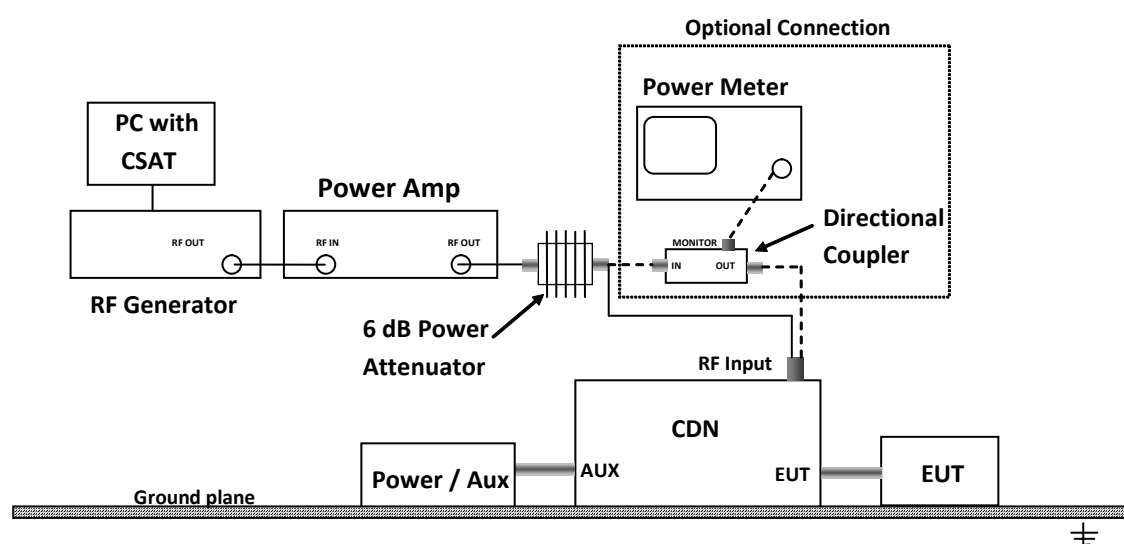 Optional Connection
Power Meter
PC with
CSAT
Power Amp
Directional
Coupler
MONITOR
RF OUT
RF IN
RF OUT
IN
OUT
RF Generator
6 dB Power
Attenuator
RF Input
CDN
Power / Aux
AUX
EUT
EUT
Ground plane